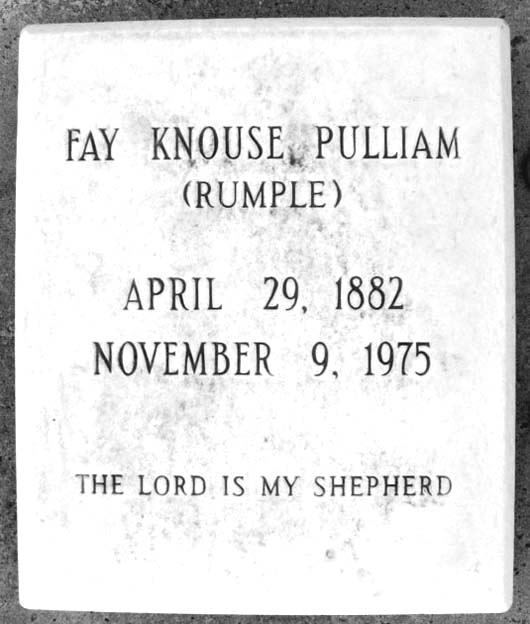 FAY KNOUSE PULLIAM
(RUMPLE)
APRIL 29, 1882
NOVEMBER 9, 1975
THE LORD IS MY SHEPHERD